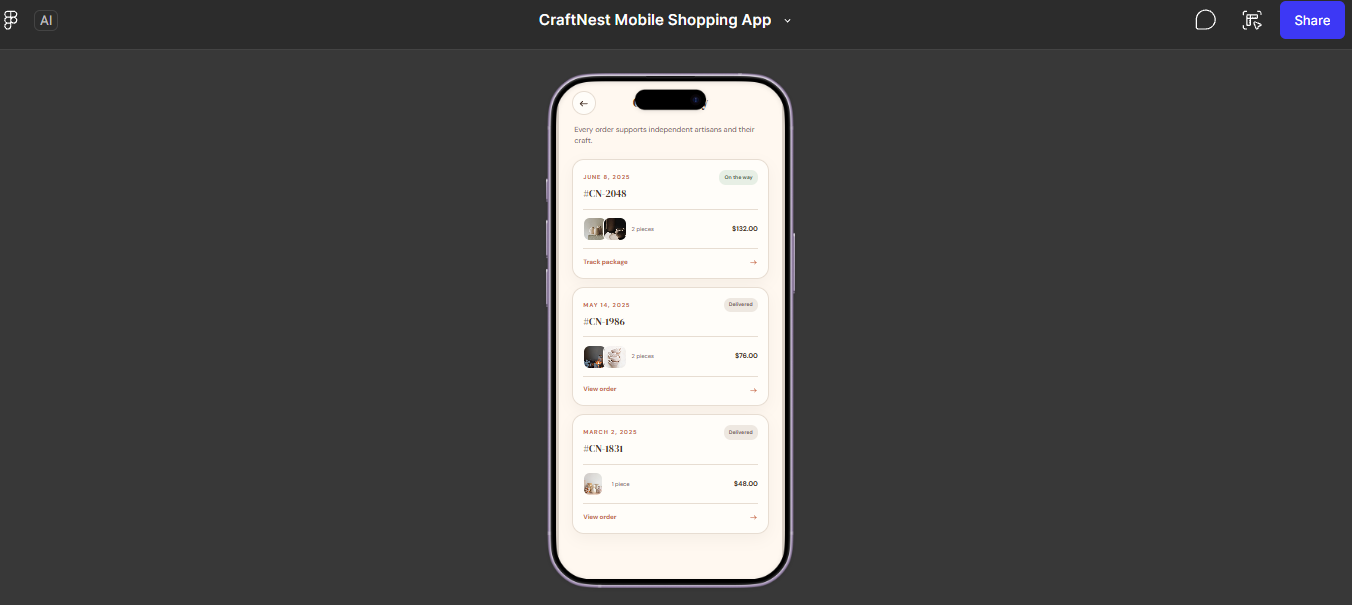 AI
CraftNest Mobile Shopping App
Share
Every order supports independent artisans and their
craft.
JUNE 8, 2025
On the way
#CN-2048
2 pieces
$132.00
Track package
MAY 14, 2025
Delivered
#CN-1986
2 pieces
$76.00
View order
MARCH 2, 2025
Delivered
#CN-1831
1 piece
$48.00
View order